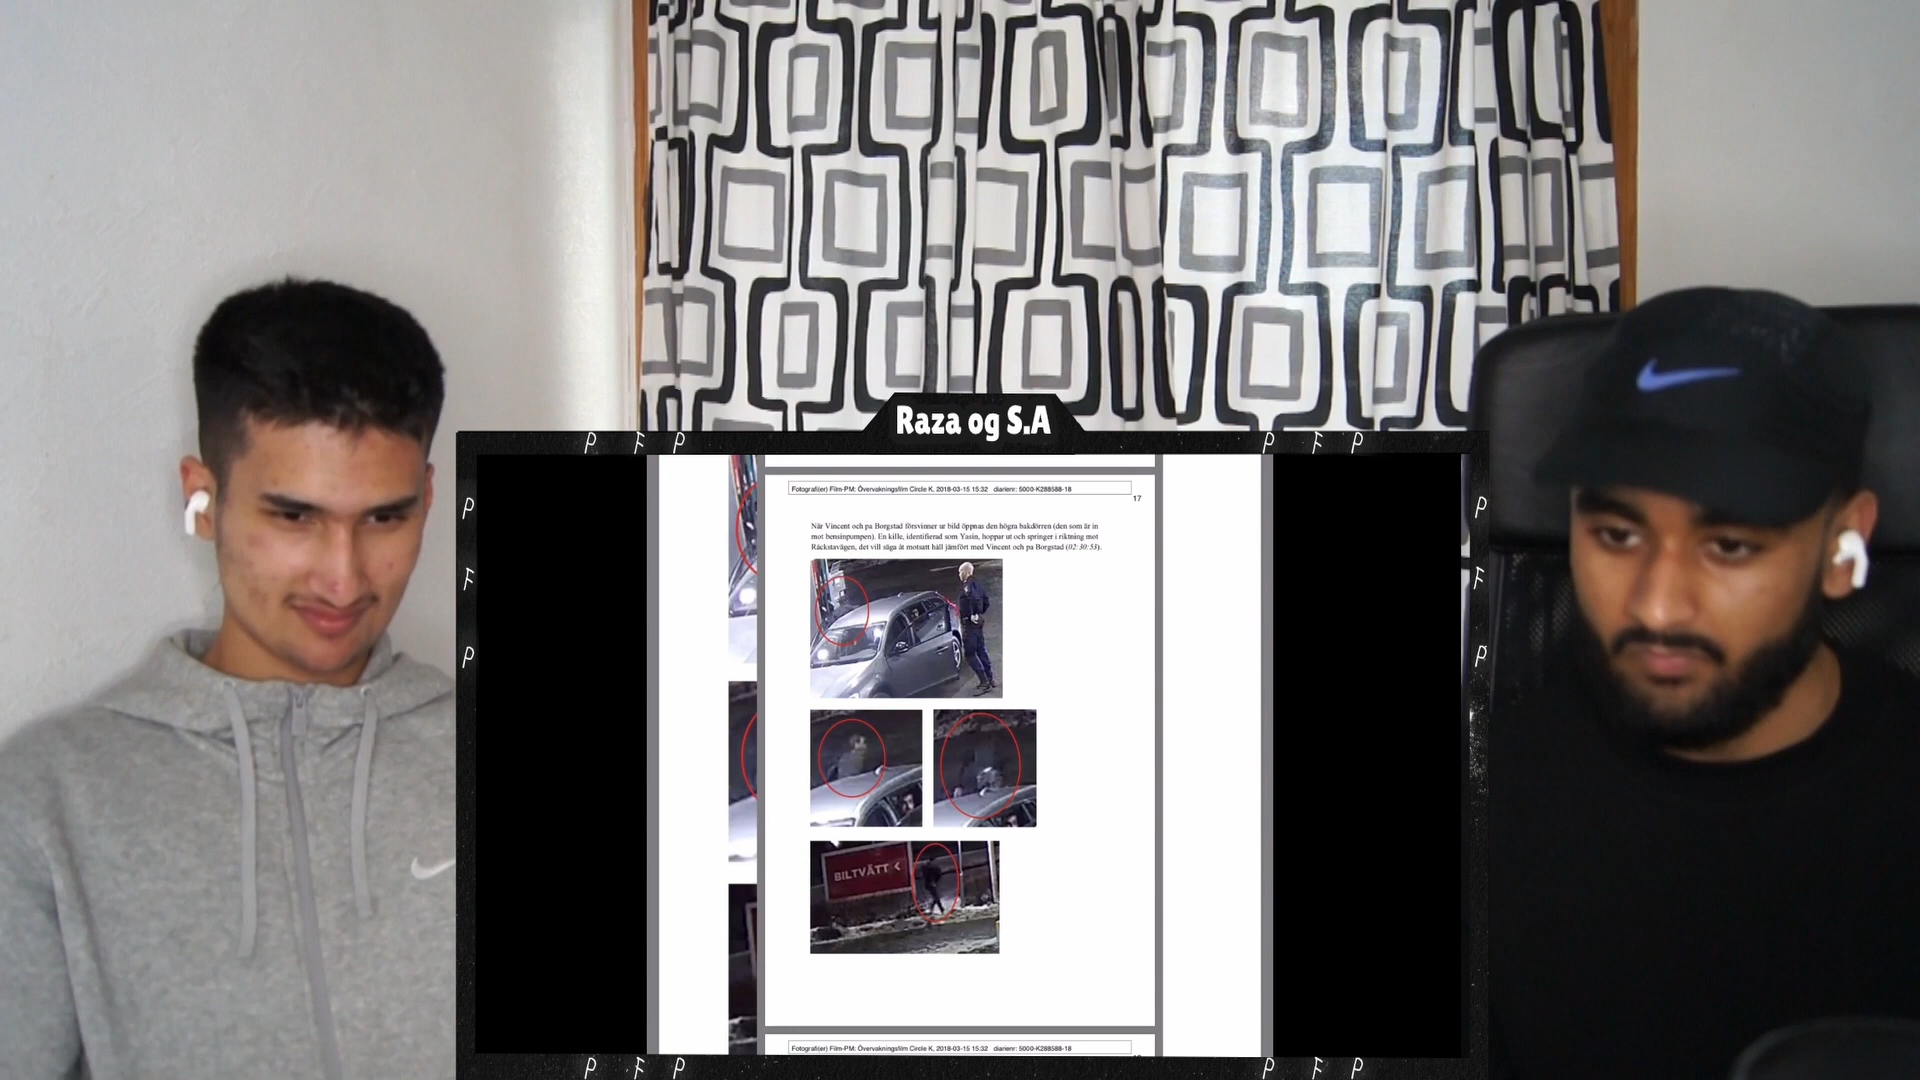 Raza og S.A
P F P
P F P
P
F
P
P
F
P
Fotografi(er) Film-PM: Övervakningsfilm Circle K, 2018-03-15 15:32 diarienr: 5000-K288588-18
17
När Vincent och pa Borgstad försvinner ur bild öppnas den högra bakdörren (den som är in
mot bensinpumpen). En kille, identifierad som Yasin, hoppar ut och springer i riktning mot
Råckstavägen, det vill säga åt motsatt håll jämfört med Vincent och pa Borgstad (02:30:53).
BILTVÄTT <
Fotografi(er) Film-PM: Övervakningsfilm Circle K, 2018-03-15 15:32 diarienr: 5000-K288588-18
P F P
P F P